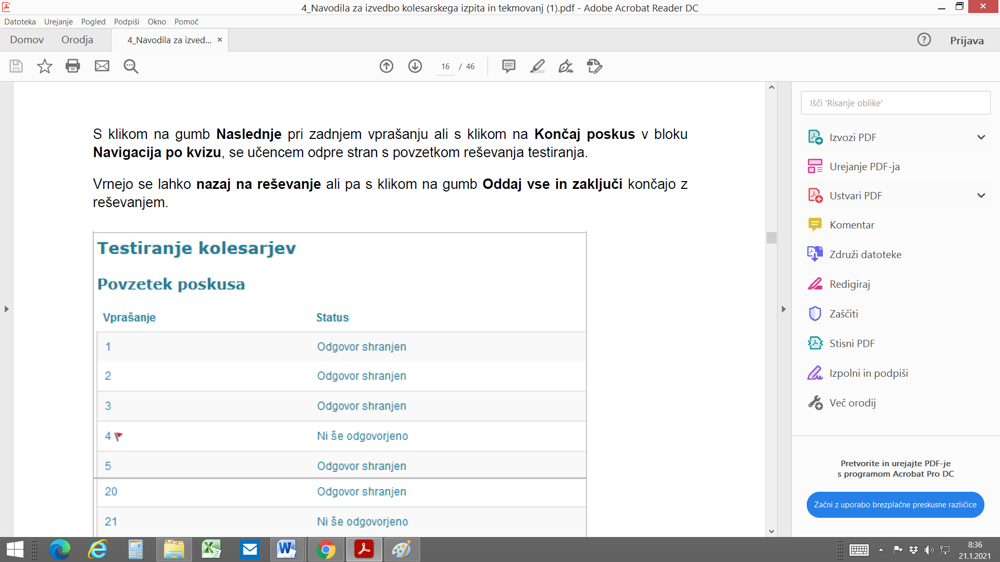 4_Navodila za izvedbo kolesarskega izpita in tekmovanj (1).pdf - Adobe Acrobat Reader DC
Datoteka Urejanje Pogled Podpiši Okno Pomoč
Domov Orodja 4_Navodila za izved... × ? Prijava
16 / 46
Išči 'Risanje oblike'
S klikom na gumb Naslednje pri zadnjem vprašanju ali s klikom na Končaj poskus v bloku
Navigacija po kvizu, se učencem odpre stran s povzetkom reševanja testiranja.
Vrnejo se lahko nazaj na reševanje ali pa s klikom na gumb Oddaj vse in zaključi končajo z
reševanjem.
Testiranje kolesarjev
Povzetek poskusa
Vprašanje Status
1 Odgovor shranjen
2 Odgovor shranjen
3 Odgovor shranjen
4 Ni še odgovorjeno
5 Odgovor shranjen
20 Odgovor shranjen
21 Ni še odgovorjeno
Izvozi PDF
Urejanje PDF-ja
Ustvari PDF
Komentar
Združi datoteke
Redigiraj
Zaščiti
Stisni PDF
Izpolni in podpiši
Več orodij
Pretvorite in urejajte PDF-je
s programom Acrobat Pro DC
Začni z uporabo brezplačne preskusne različice
8:36
21.1.2021